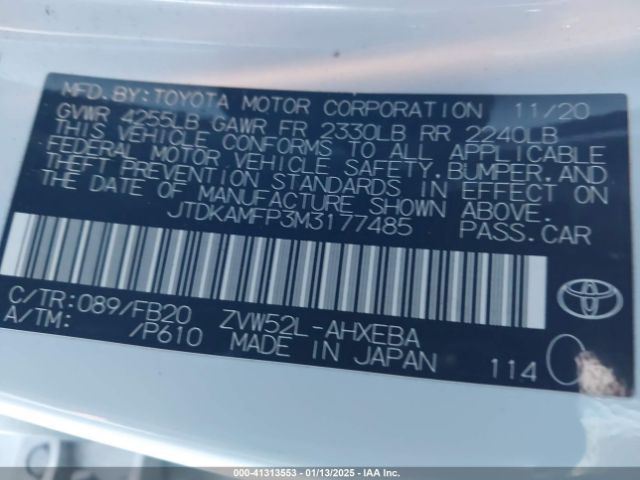 MFD.BY:TOYOTA MOTOR CORPORATION 11/20
GVWR 4255LB GAWR FR 2330LB RR 2240LB
THIS VEHICLE CONFORMS TO ALL APPLICABLE
FEDERAL MOTOR VEHICLE SAFETY.BUMPER.AND
THEFT PREVENTION STANDARDS IN EFFECT ON
THE DATE OF MANUFACTURE SHOWN ABOVE.
JTDKAMFP3M3177485 PASS.CAR
C/TR:089/FB20 ZVW52L-AHXEBA
A/TM: /P610 MADE IN JAPAN 114
000-41313553 - 01/13/2025 - IAA, Inc.